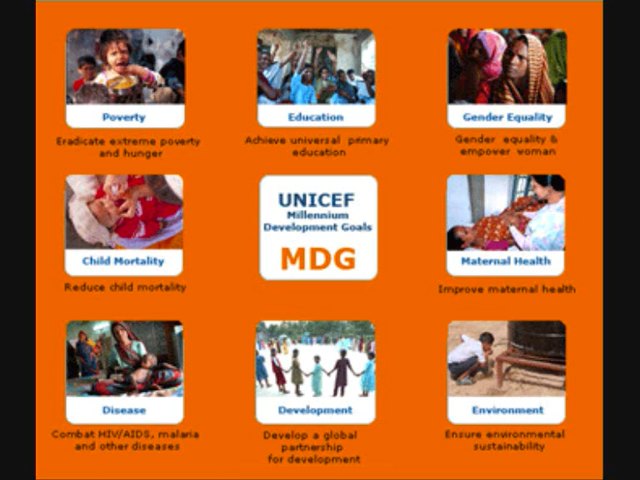 Poverty
Eradicate extreme poverty
and hunger
Education
Achieve universal primary
education
Gender Equality
Gender equality &
empower woman
Child Mortality
Reduce child mortality
UNICEF
Millennium
Development Goals
MDG
Maternal Health
Improve maternal health
Disease
Combat HIV/AIDS, malaria
and other diseases
Development
Develop a global
partnership
for development
Environment
Ensure environmental
sustainability